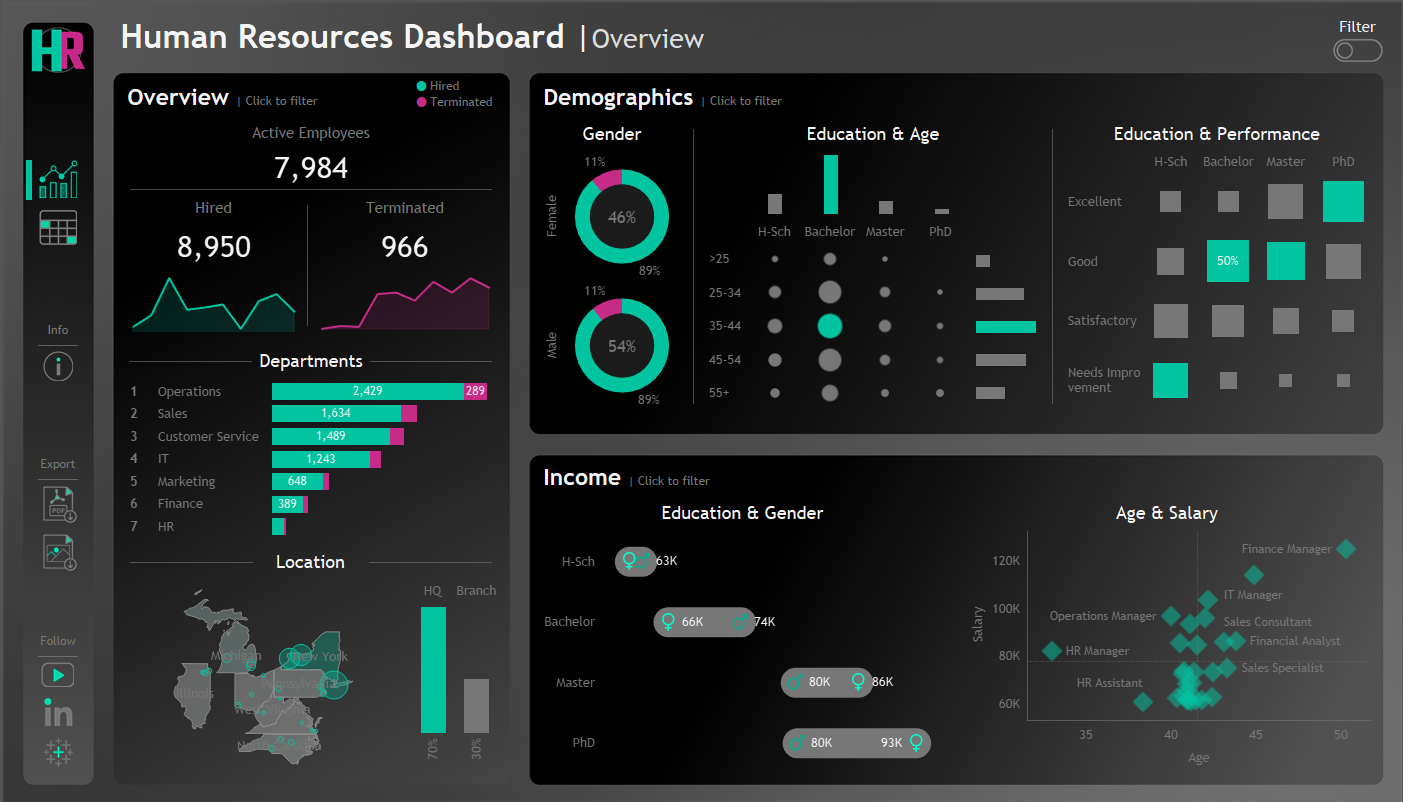 HR
Human Resources Dashboard | Overview
Filter
Overview | Click to filter
Hired
Terminated
Active Employees
7,984
Hired
8,950
Terminated
966
Departments
1 Operations 2,429 289
2 Sales 1,634
3 Customer Service 1,489
4 IT 1,243
5 Marketing 648
6 Finance 389
7 HR
Location
Michigan
New York
Illinois
Pennsylvania
HQ Branch
70% 30%
Info
Export
PDF
Follow
in
Demographics | Click to filter
Gender
Female
11%
46%
89%
Male
11%
54%
89%
Education & Age
H-Sch Bachelor Master PhD
>25
25-34
35-44
45-54
55+
Education & Performance
H-Sch Bachelor Master PhD
Excellent
Good 50%
Satisfactory
Needs Impro
vement
Income | Click to filter
Education & Gender
H-Sch 63K
Bachelor 66K 74K
Master 80K 86K
PhD 80K 93K
Age & Salary
Salary
120K
100K
80K
60K
Finance Manager
IT Manager
Operations Manager
Sales Consultant
Financial Analyst
HR Manager
Sales Specialist
HR Assistant
35 40 45 50
Age